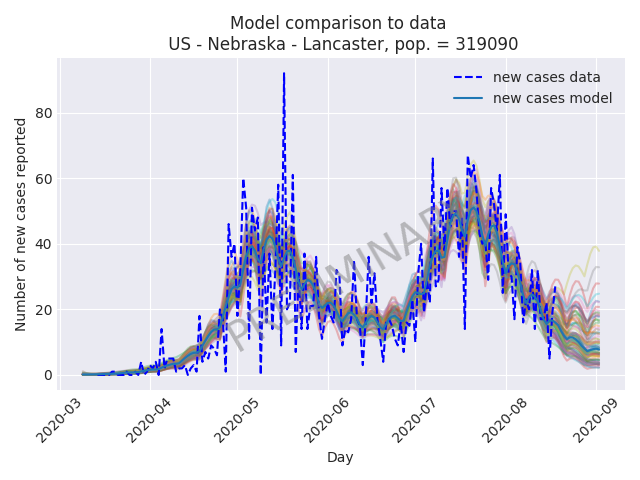 Model comparison to data
US - Nebraska - Lancaster, pop. = 319090
new cases data
new cases model
Number of new cases reported
80
60
40
20
0
PRELIMINARY
2020-03
2020-04
2020-05
2020-06
2020-07
2020-08
2020-09
Day